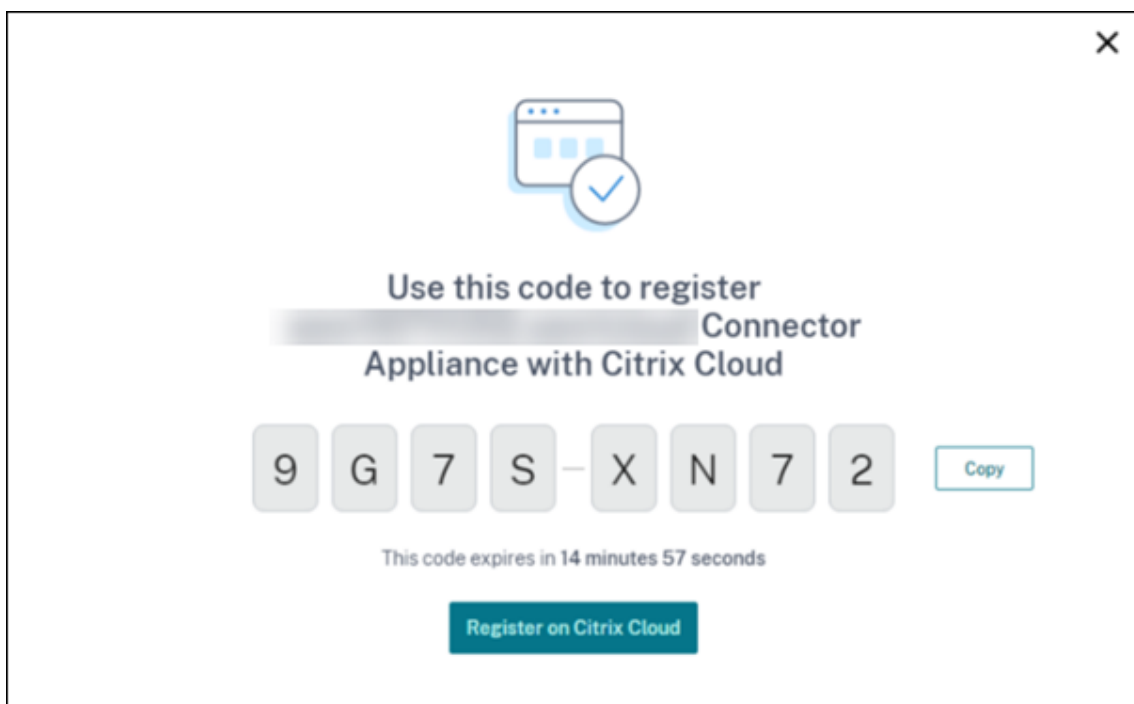 Use this code to register
Connector
Appliance with Citrix Cloud
9 G 7 S – X N 7 2
Copy
This code expires in 14 minutes 57 seconds
Register on Citrix Cloud